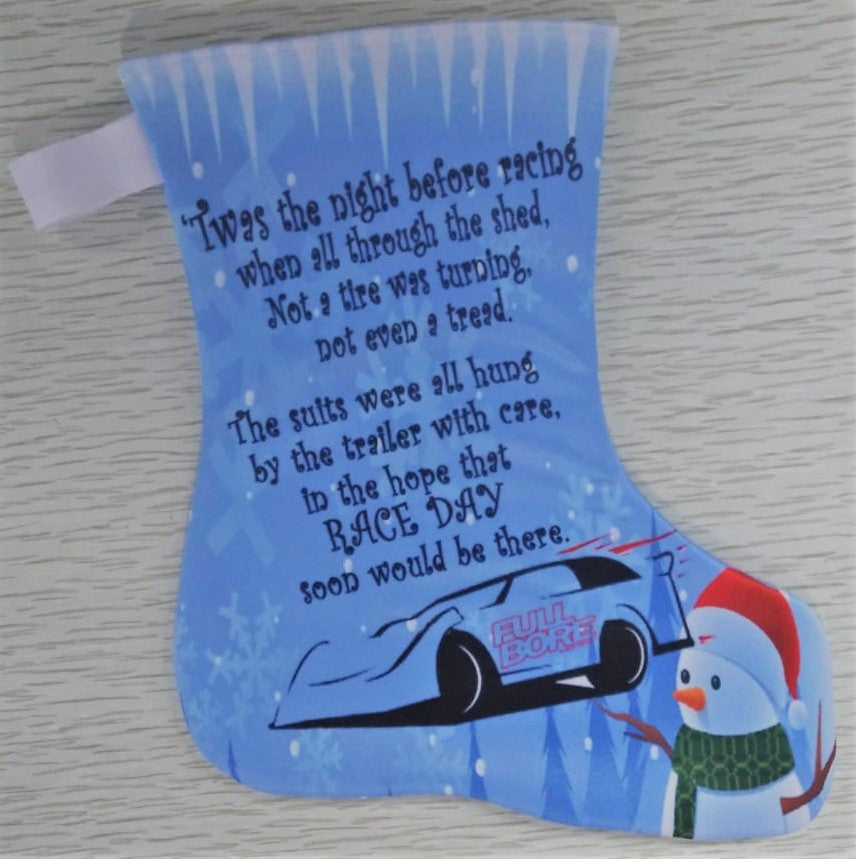 'Twas the night before racing
when all through the shed,
Not a tire was turning,
not even a tread.
The suits were all hung
by the trailer with care,
in the hope that
RACE DAY
soon would be there.
FULL
BORE